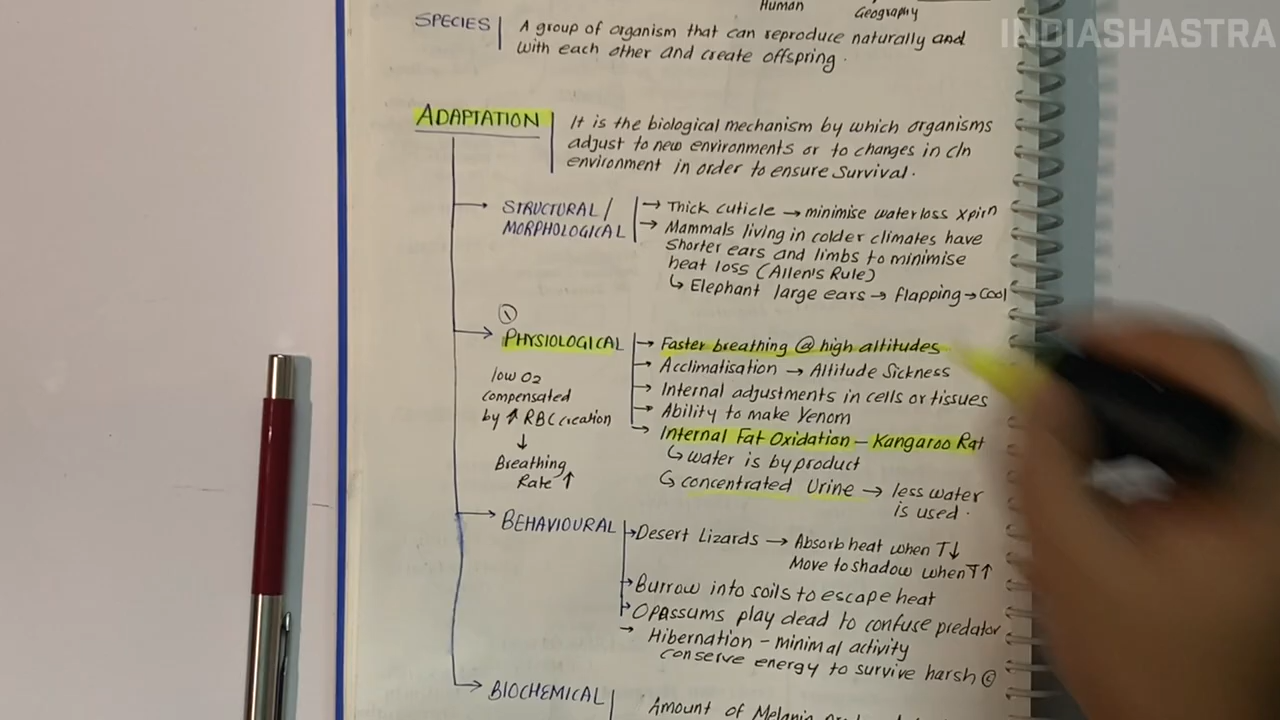 Human
Geography
INDIASHASTRA
SPECIES | A group of organism that can reproduce naturally and
with each other and create offspring.
ADAPTATION
It is the biological mechanism by which organisms
adjust to new environments or to changes in c/n
environment in order to ensure Survival.
STRUCTURAL /
MORPHOLOGICAL
→ Thick cuticle → minimise water loss xpirn
→ Mammals living in colder climates have
shorter ears and limbs to minimise
heat loss (Allen's Rule)
↳ Elephant large ears → flapping → Cool
①
PHYSIOLOGICAL
low O2
compensated
by ↑ RBC creation
↓
Breathing
Rate ↑
→ Faster breathing @ high altitudes
→ Acclimatisation → Altitude Sickness
→ Internal adjustments in cells or tissues
→ Ability to make Venom
→ Internal Fat Oxidation – Kangaroo Rat
↳ water is by product
↳ concentrated Urine → less water
is used.
BEHAVIOURAL
→ Desert Lizards → Absorb heat when T↓
Move to shadow when T↑
→ Burrow into soils to escape heat
→ Opassums play dead to confuse predator
→ Hibernation – minimal activity
conserve energy to survive harsh ©
BIOCHEMICAL
Amount of Melanin